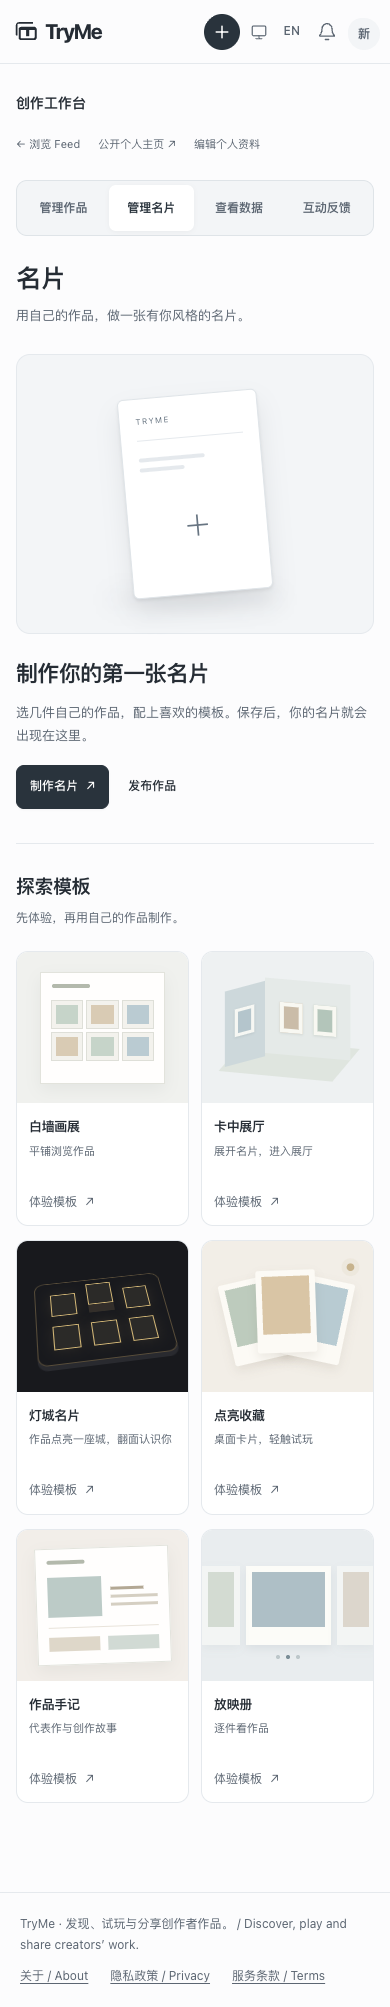 TryMe
EN
新
创作工作台
← 浏览 Feed 公开个人主页 ↗ 编辑个人资料
管理作品 管理名片 查看数据 互动反馈
名片
用自己的作品，做一张有你风格的名片。
TRYME
制作你的第一张名片
选几件自己的作品，配上喜欢的模板。保存后，你的名片就会
出现在这里。
制作名片 ↗ 发布作品
探索模板
先体验，再用自己的作品制作。
白墙画展
平铺浏览作品
体验模板 ↗
卡中展厅
展开名片，进入展厅
体验模板 ↗
灯城名片
作品点亮一座城，翻面认识你
体验模板 ↗
点亮收藏
桌面卡片，轻触试玩
体验模板 ↗
作品手记
代表作与创作故事
体验模板 ↗
放映册
逐件看作品
体验模板 ↗
TryMe · 发现、试玩与分享创作者作品。 / Discover, play and
share creators’ work.
关于 / About 隐私政策 / Privacy 服务条款 / Terms